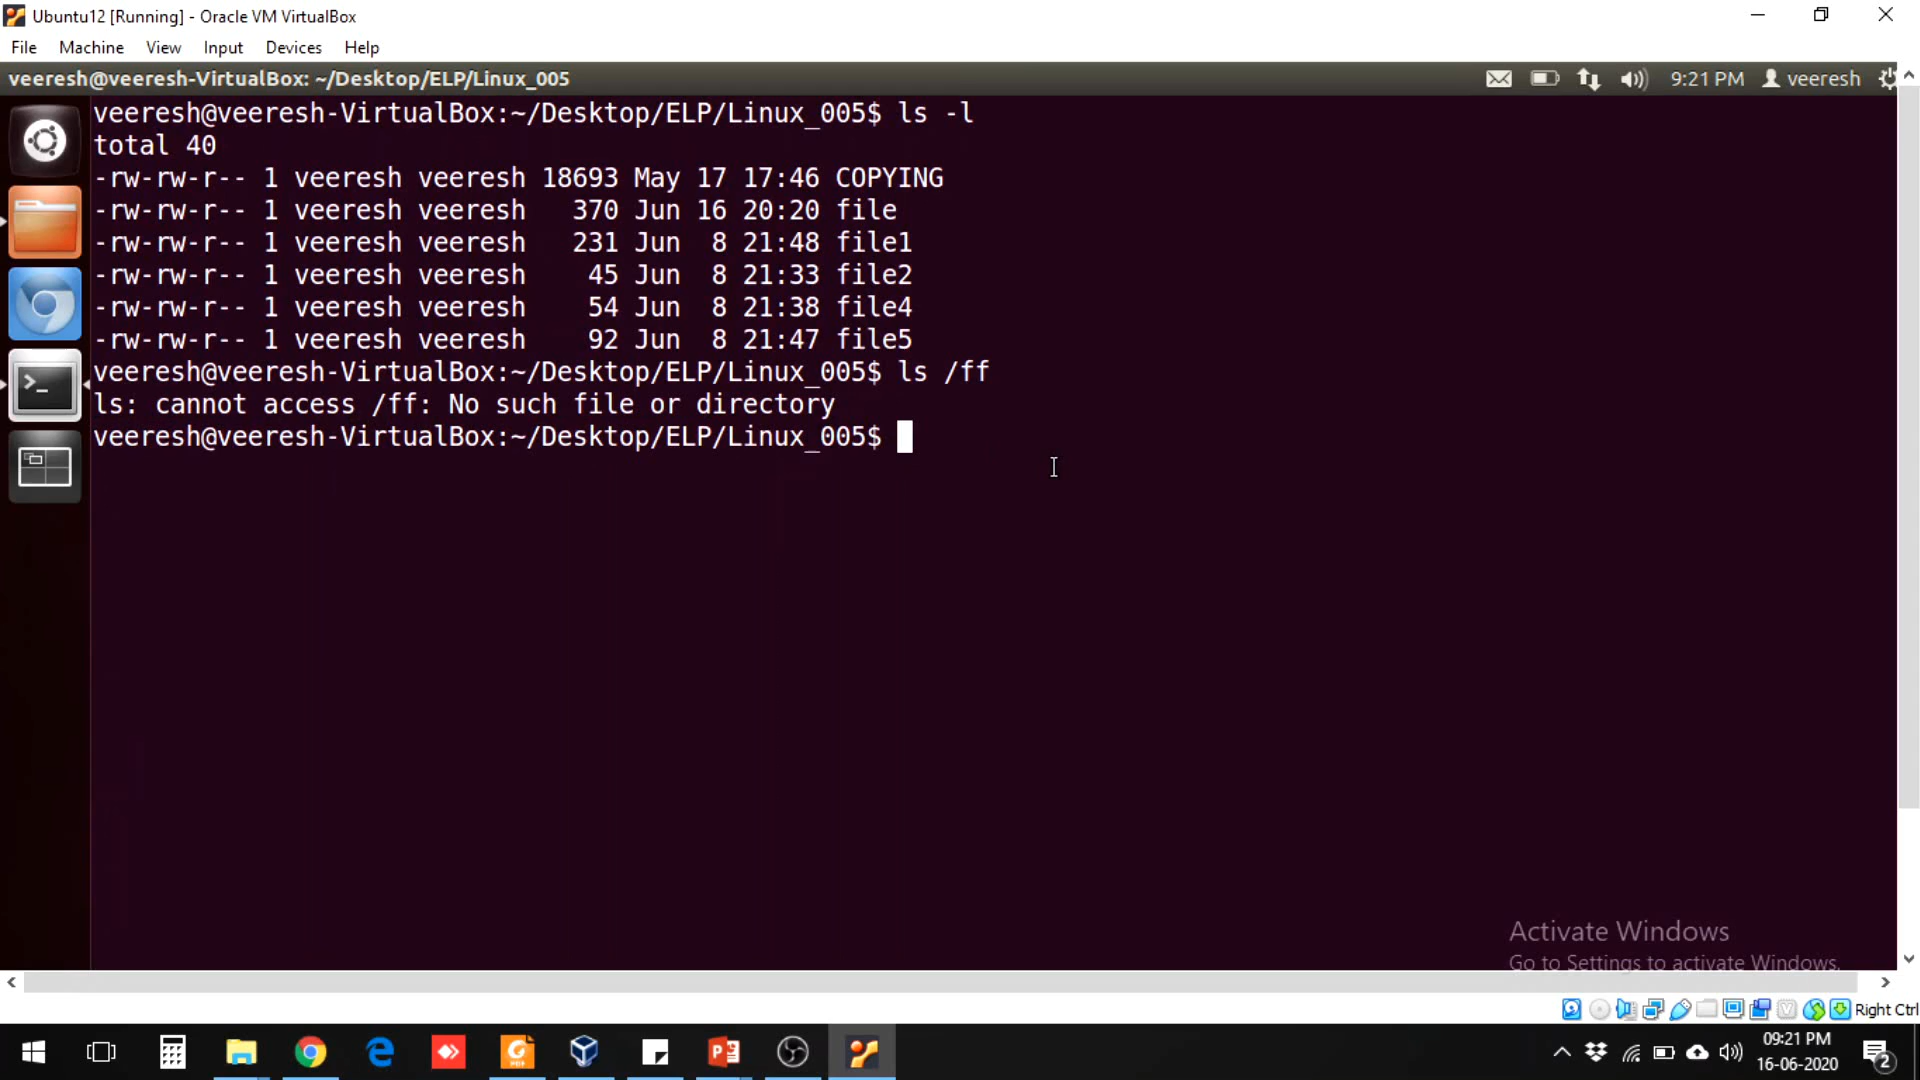 Ubuntu12 [Running] - Oracle VM VirtualBox
File Machine View Input Devices Help
veeresh@veeresh-VirtualBox: ~/Desktop/ELP/Linux_005 9:21 PM veeresh
veeresh@veeresh-VirtualBox:~/Desktop/ELP/Linux_005$ ls -l
total 40
-rw-rw-r-- 1 veeresh veeresh 18693 May 17 17:46 COPYING
-rw-rw-r-- 1 veeresh veeresh   370 Jun 16 20:20 file
-rw-rw-r-- 1 veeresh veeresh   231 Jun  8 21:48 file1
-rw-rw-r-- 1 veeresh veeresh    45 Jun  8 21:33 file2
-rw-rw-r-- 1 veeresh veeresh    54 Jun  8 21:38 file4
-rw-rw-r-- 1 veeresh veeresh    92 Jun  8 21:47 file5
veeresh@veeresh-VirtualBox:~/Desktop/ELP/Linux_005$ ls /ff
ls: cannot access /ff: No such file or directory
veeresh@veeresh-VirtualBox:~/Desktop/ELP/Linux_005$
Activate Windows
Go to Settings to activate Windows.
Right Ctrl
09:21 PM
16-06-2020
2